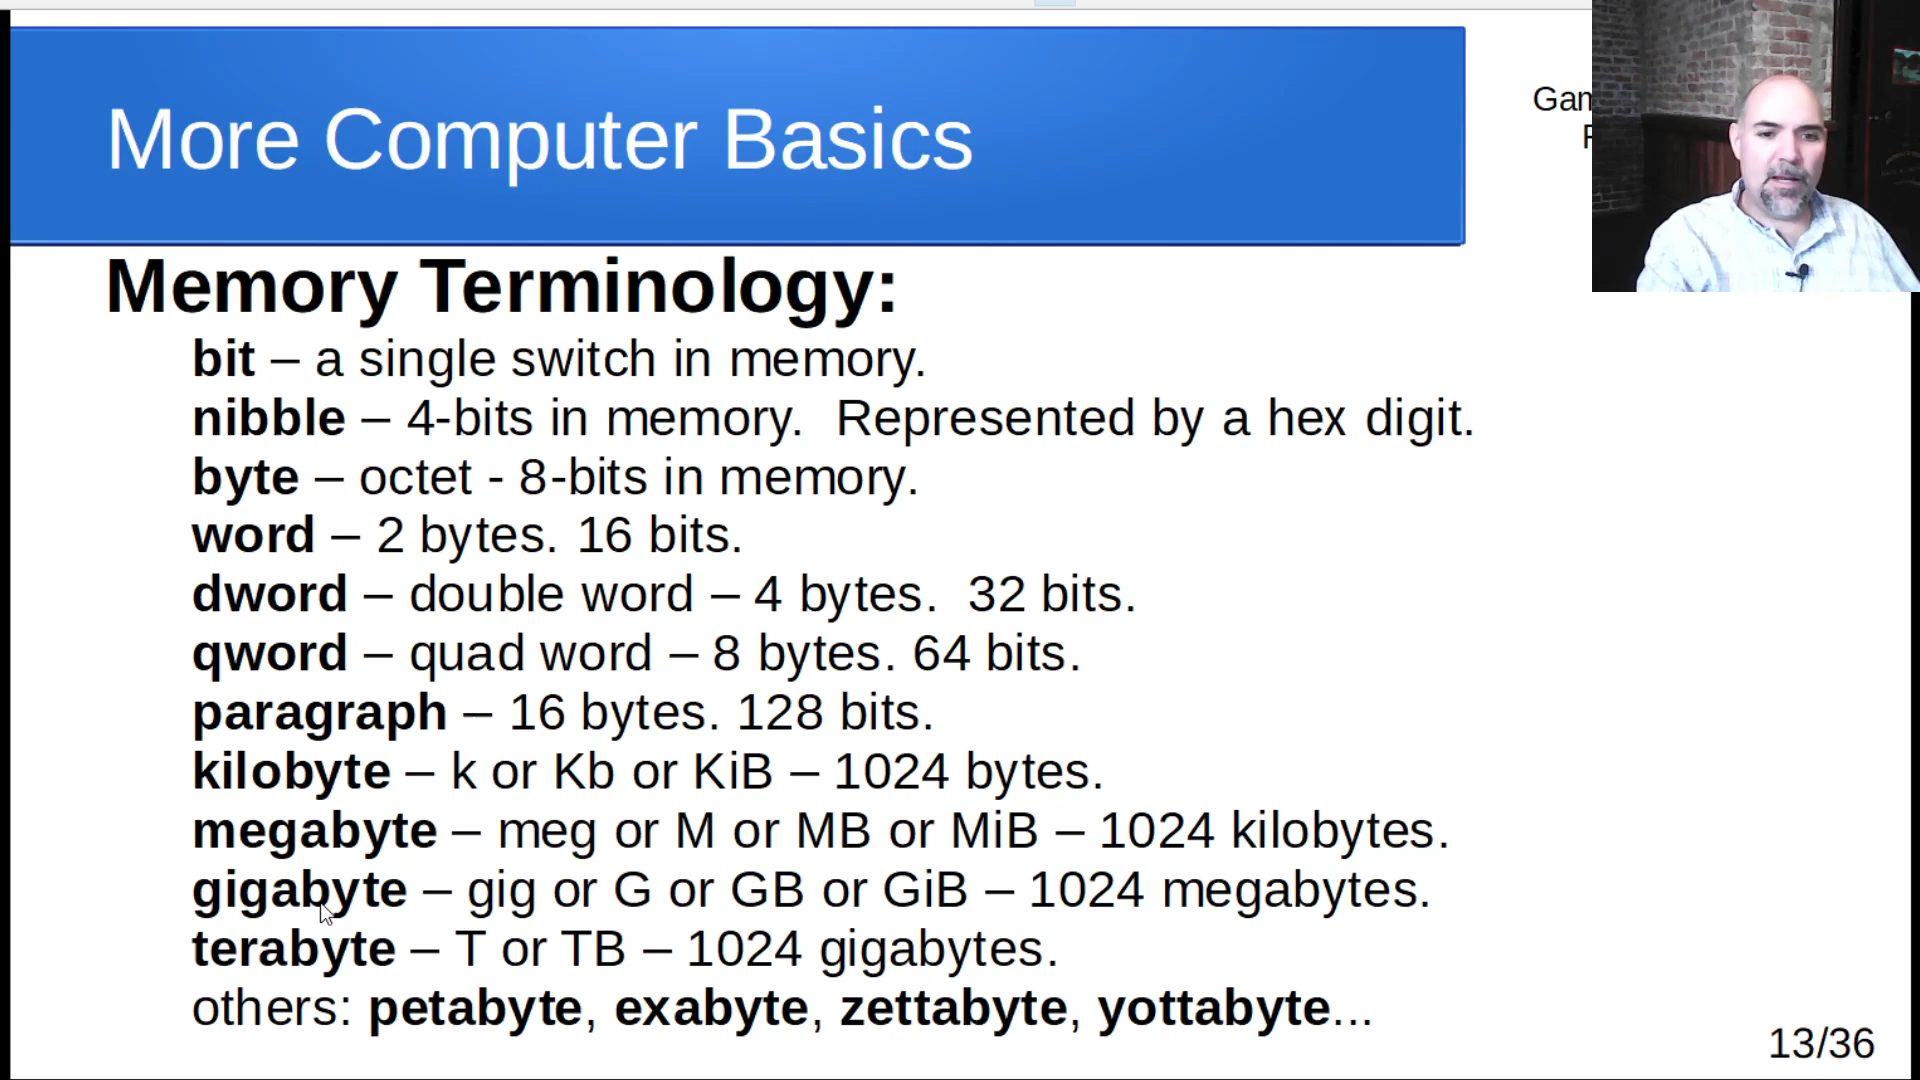 More Computer Basics
Memory Terminology:
bit – a single switch in memory.
nibble – 4-bits in memory.  Represented by a hex digit.
byte – octet - 8-bits in memory.
word – 2 bytes. 16 bits.
dword – double word – 4 bytes.  32 bits.
qword – quad word – 8 bytes. 64 bits.
paragraph – 16 bytes. 128 bits.
kilobyte – k or Kb or KiB – 1024 bytes.
megabyte – meg or M or MB or MiB – 1024 kilobytes.
gigabyte – gig or G or GB or GiB – 1024 megabytes.
terabyte – T or TB – 1024 gigabytes.
others: petabyte, exabyte, zettabyte, yottabyte...
13/36